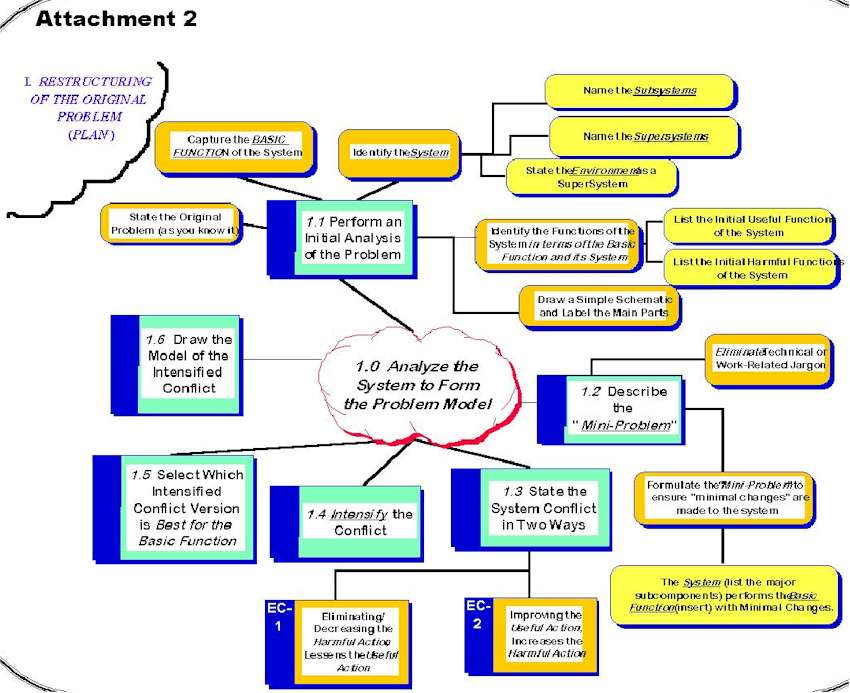 Attachment 2
I. RESTRUCTURING
OF THE ORIGINAL
PROBLEM
(PLAN)
Capture the BASIC
FUNCTION of the System
Identify the System
Name the Subsystems
Name the Supersystems
State the Environment as a
SuperSystem
State the Original
Problem (as you know it)
1.1 Perform an
Initial Analysis
of the Problem
Identify the Functions of the
System in terms of the Basic
Function and its System
List the Initial Useful Functions
of the System
List the Initial Harmful Functions
of the System
Draw a Simple Schematic
and Label the Main Parts
1.6 Draw the
Model of the
Intensified
Conflict
1.0 Analyze the
System to Form
the Problem Model
Eliminate Technical or
Work-Related Jargon
1.2 Describe
the
"Mini-Problem"
1.5 Select Which
Intensified
Conflict Version
is Best for the
Basic Function
1.4 Intensify the
Conflict
1.3 State the
System Conflict
in Two Ways
Formulate the "Mini-Problem" to
ensure "minimal changes" are
made to the system
The System (list the major
subcomponents) performs the Basic
Function (insert) with Minimal Changes.
EC-
1
Eliminating/
Decreasing the
Harmful Action,
Lessens the Useful
Action
EC-
2
Improving the
Useful Action,
Increases the
Harmful Action